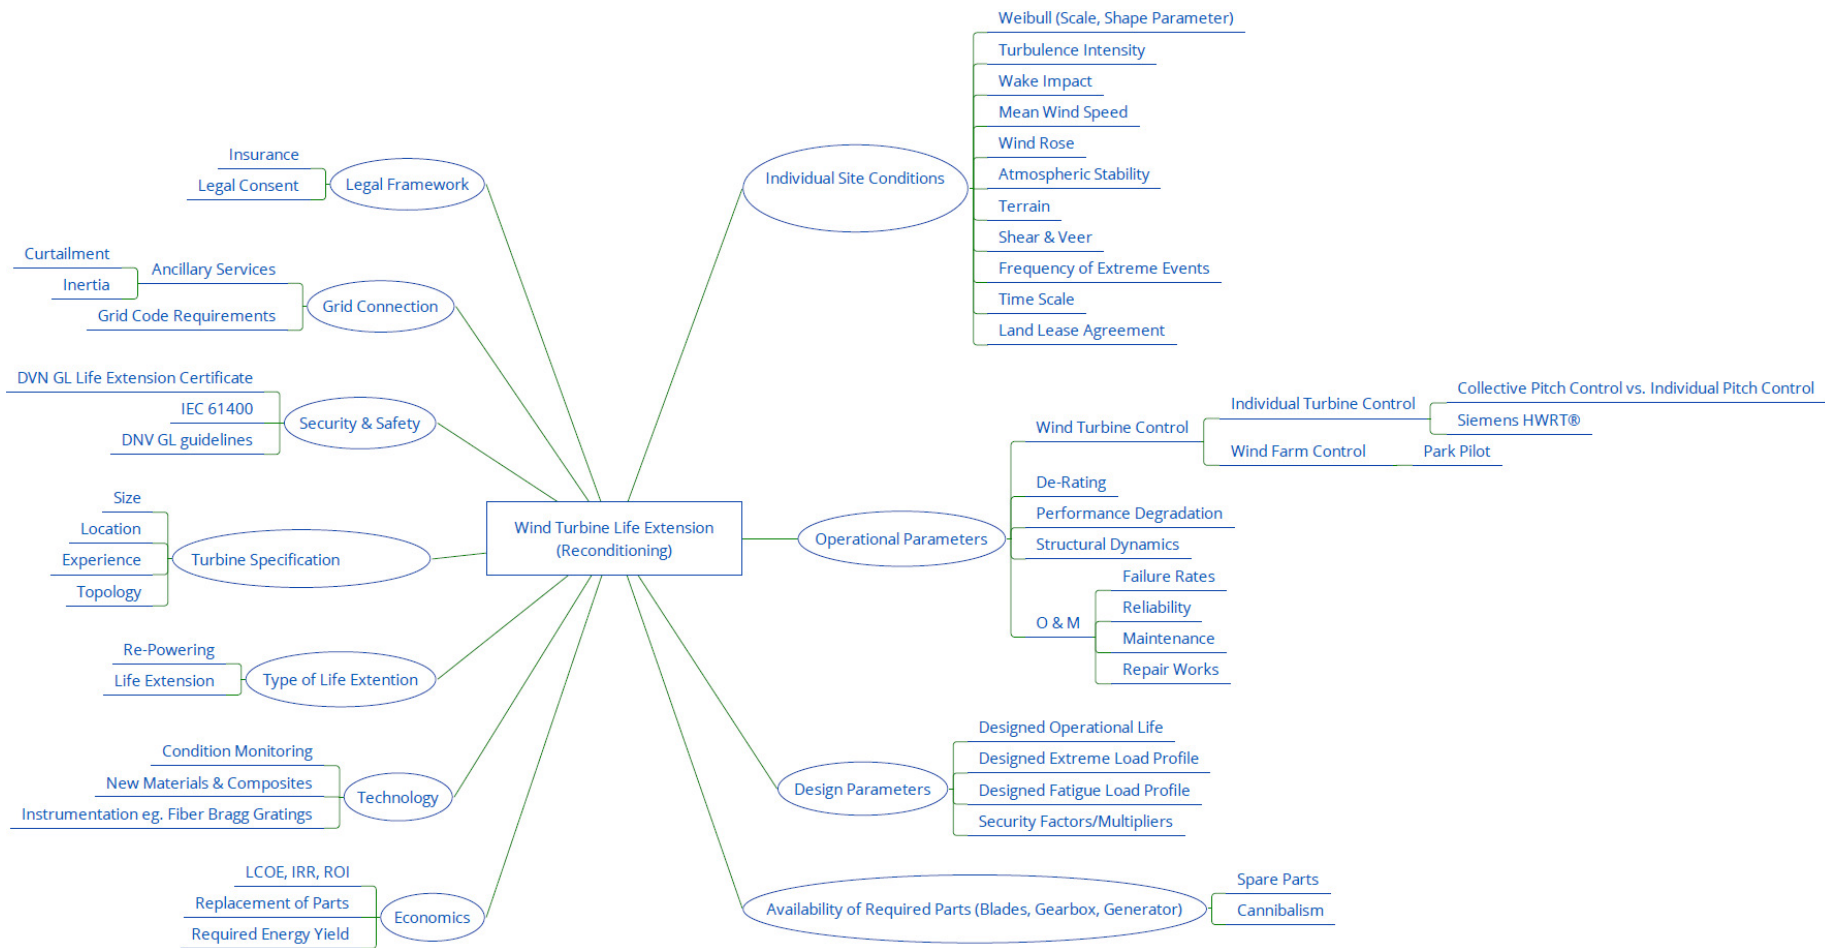 Wind Turbine Life Extension
(Reconditioning)
Legal Framework
Insurance
Legal Consent
Grid Connection
Ancillary Services
Curtailment
Inertia
Grid Code Requirements
Security & Safety
DVN GL Life Extension Certificate
IEC 61400
DNV GL guidelines
Turbine Specification
Size
Location
Experience
Topology
Type of Life Extention
Re-Powering
Life Extension
Technology
Condition Monitoring
New Materials & Composites
Instrumentation eg. Fiber Bragg Gratings
Economics
LCOE, IRR, ROI
Replacement of Parts
Required Energy Yield
Individual Site Conditions
Weibull (Scale, Shape Parameter)
Turbulence Intensity
Wake Impact
Mean Wind Speed
Wind Rose
Atmospheric Stability
Terrain
Shear & Veer
Frequency of Extreme Events
Time Scale
Land Lease Agreement
Operational Parameters
Wind Turbine Control
Individual Turbine Control
Collective Pitch Control vs. Individual Pitch Control
Siemens HWRT®
Wind Farm Control
Park Pilot
De-Rating
Performance Degradation
Structural Dynamics
O & M
Failure Rates
Reliability
Maintenance
Repair Works
Design Parameters
Designed Operational Life
Designed Extreme Load Profile
Designed Fatigue Load Profile
Security Factors/Multipliers
Availability of Required Parts (Blades, Gearbox, Generator)
Spare Parts
Cannibalism